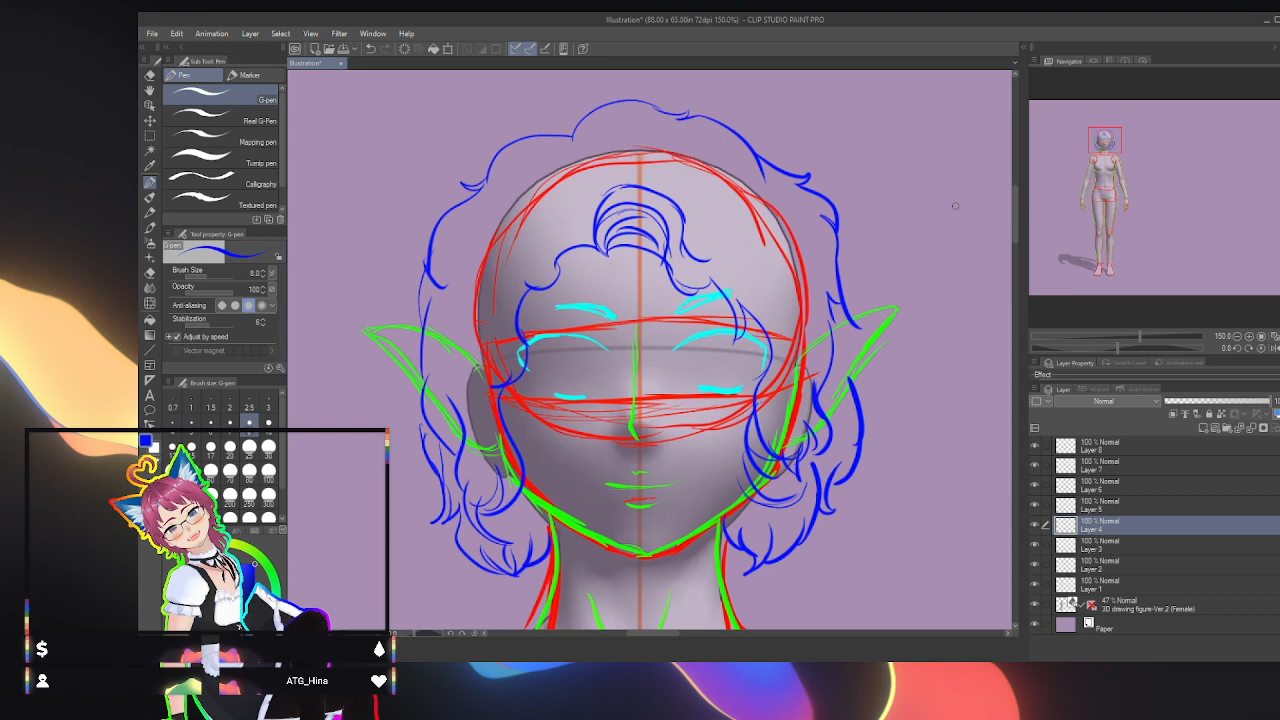 Illustration* (88.00 x 65.00in 72dpi 150.0%) - CLIP STUDIO PAINT PRO
File Edit Animation Layer Select View Filter Window Help
Sub Tool: Pen
Illustration*
Navigator
Pen Marker
G-pen
Real G-Pen
Mapping pen
Turnip pen
Calligraphy
Textured pen
Tool property: G-pen
G-pen
Brush Size 8.0
Opacity 100
Anti-aliasing
Stabilization 6
Adjust by speed
Vector magnet
Brush size: G-pen
0.7 1 1.5 2 2.5 3
150.0
0.0
Layer Property
Effect
Layer
Normal
100 % Normal
Layer 8
100 % Normal
Layer 7
100 % Normal
Layer 6
100 % Normal
Layer 5
100 % Normal
Layer 4
100 % Normal
Layer 3
100 % Normal
Layer 2
100 % Normal
Layer 1
47 % Normal
3D drawing figure-Ver.2 (Female)
Paper
$
ATG_Hina